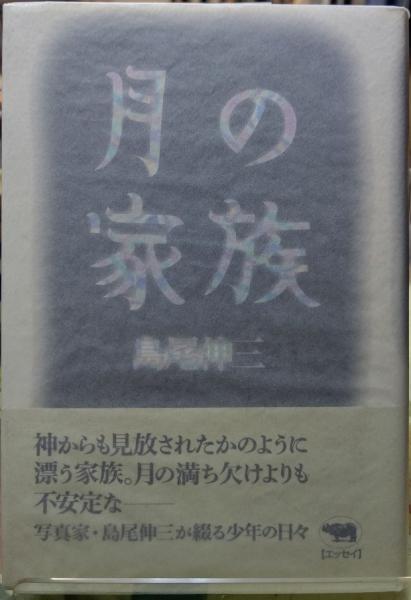 月の
家族
島尾伸三
神からも見放されたかのように
漂う家族。月の満ち欠けよりも
不安定な――
写真家・島尾伸三が綴る少年の日々
[エッセイ]